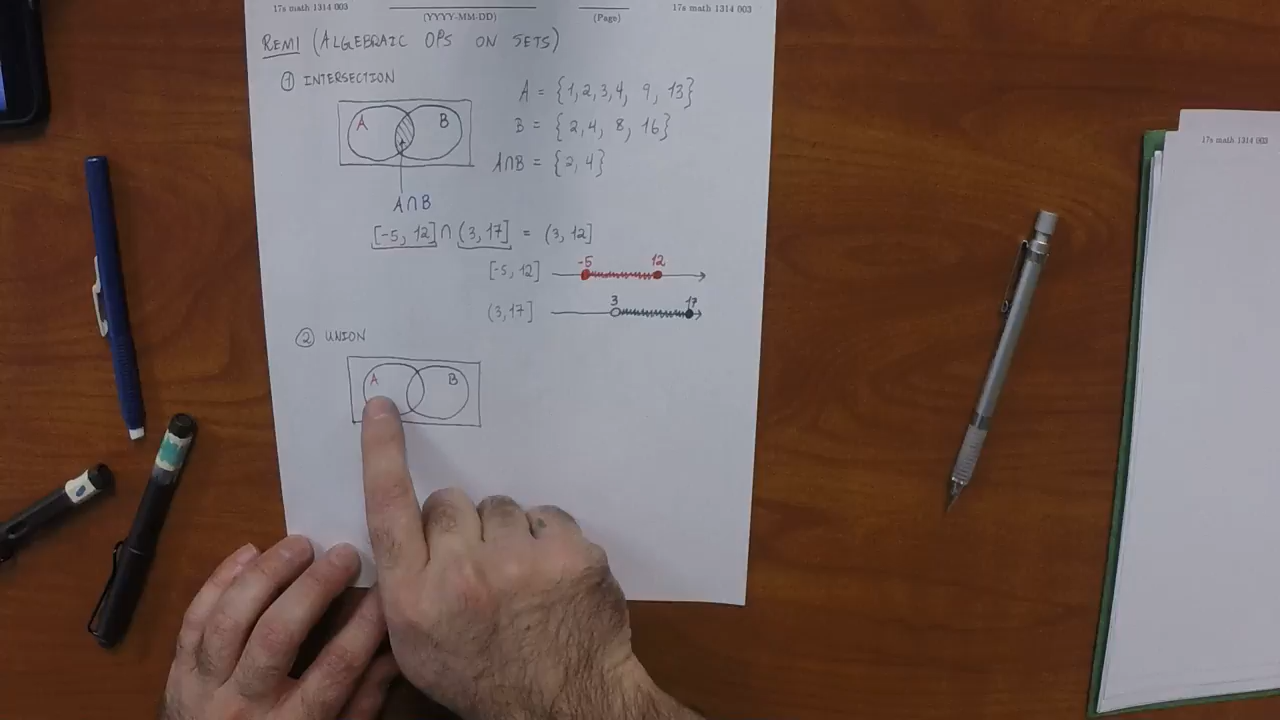 17s math 1314 003
(YYYY-MM-DD)
(Page)
17s math 1314 003
REM1 (ALGEBRAIC OPS ON SETS)
① INTERSECTION
A B
A∩B
A = {1,2,3,4, 9, 13}
B = {2,4, 8, 16}
A∩B = {2,4}
[-5, 12] ∩ (3,17] = (3,12]
[-5, 12] -5 12
(3,17] 3 17
② UNION
A B
17s math 1314 003